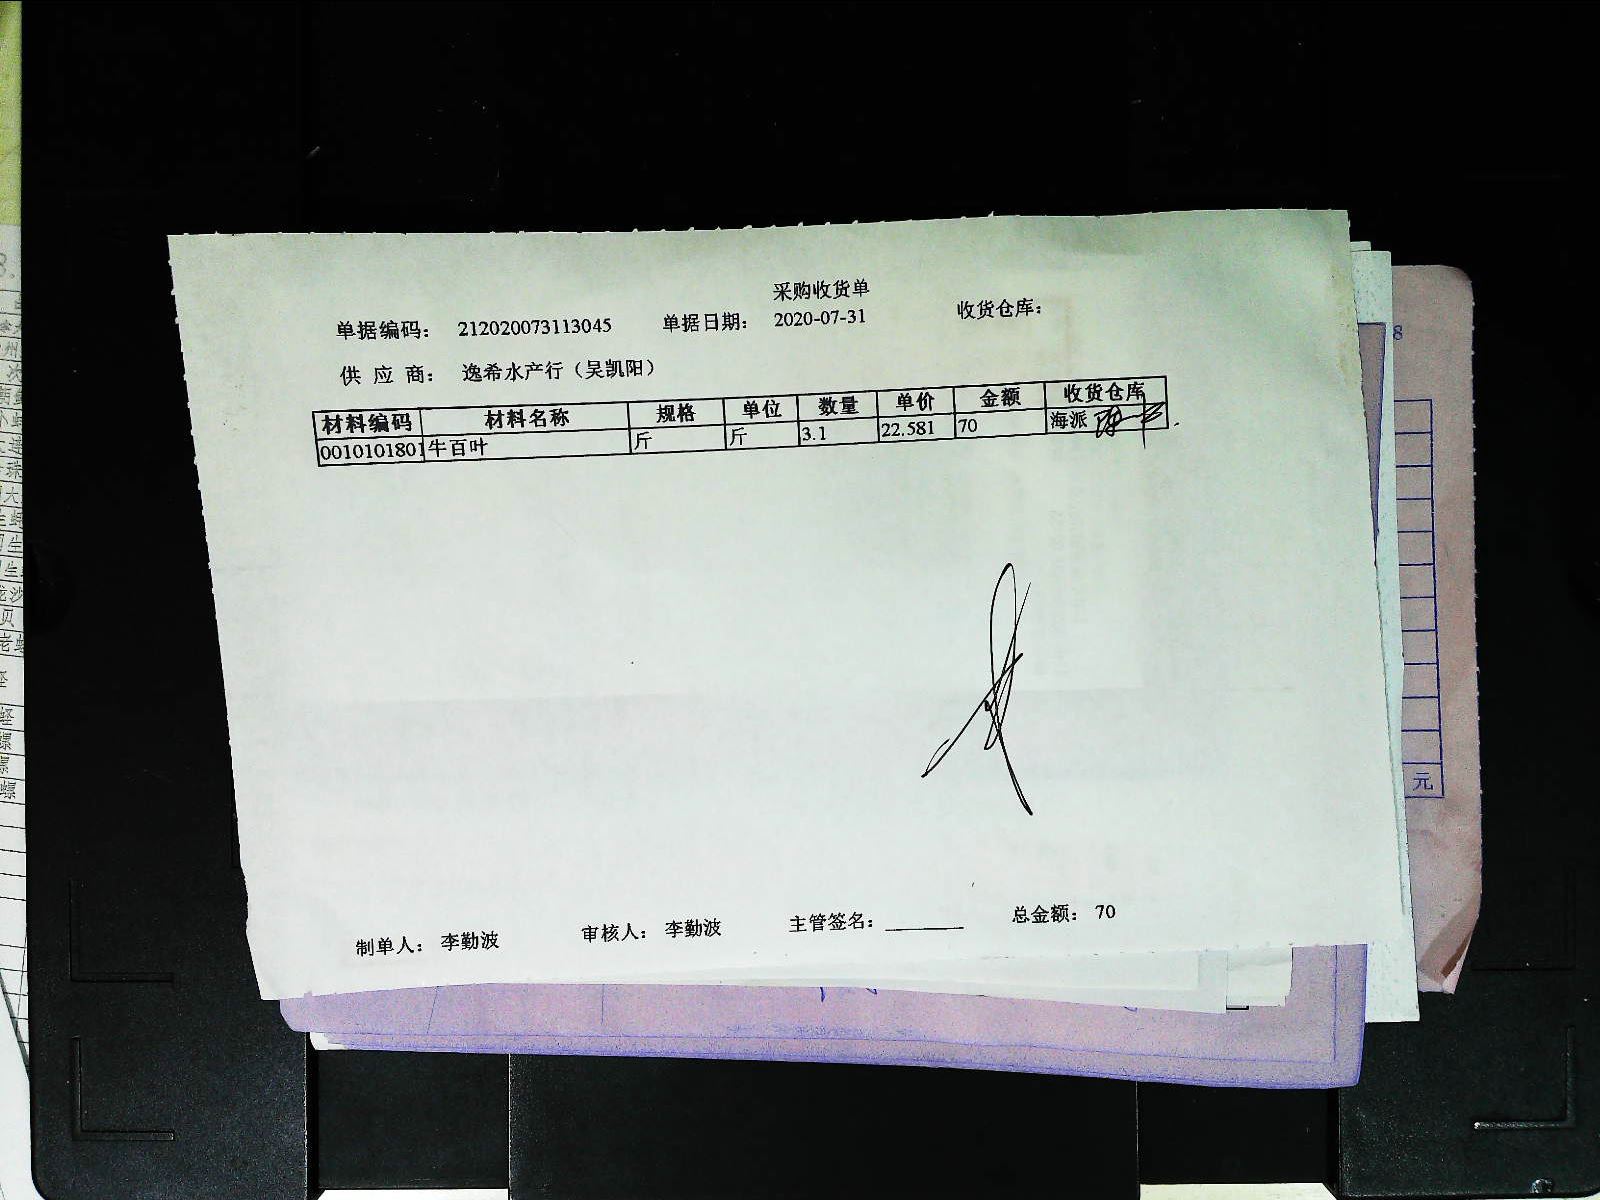 采购收货单
单据编码： 212020073113045 单据日期： 2020-07-31 收货仓库：
供 应 商： 逸希水产行（吴凯阳）
材料编码 材料名称 规格 单位 数量 单价 金额 收货仓库
0010101801 牛百叶 斤 斤 3.1 22.581 70 海派
制单人： 李勤波 审核人： 李勤波 主管签名：______ 总金额： 70
8
元